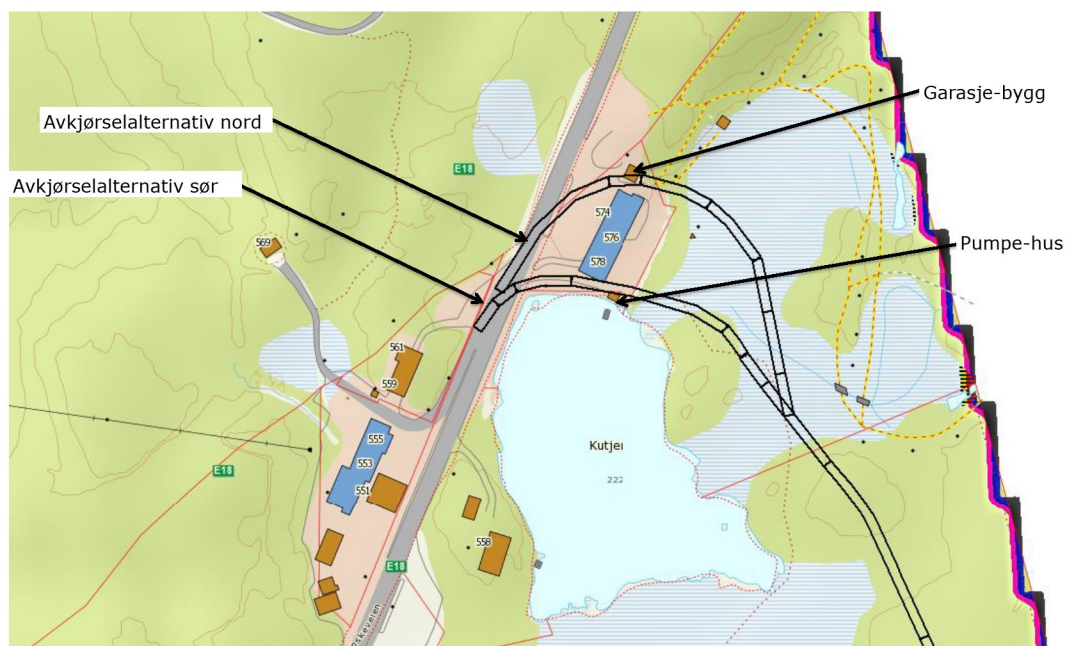 Garasje-bygg
Avkjørselalternativ nord
E18
Avkjørselalternativ sør
574
576
578
569
Pumpe-hus
561
559
555
553
551
Kutjer
222
E18
558
E18